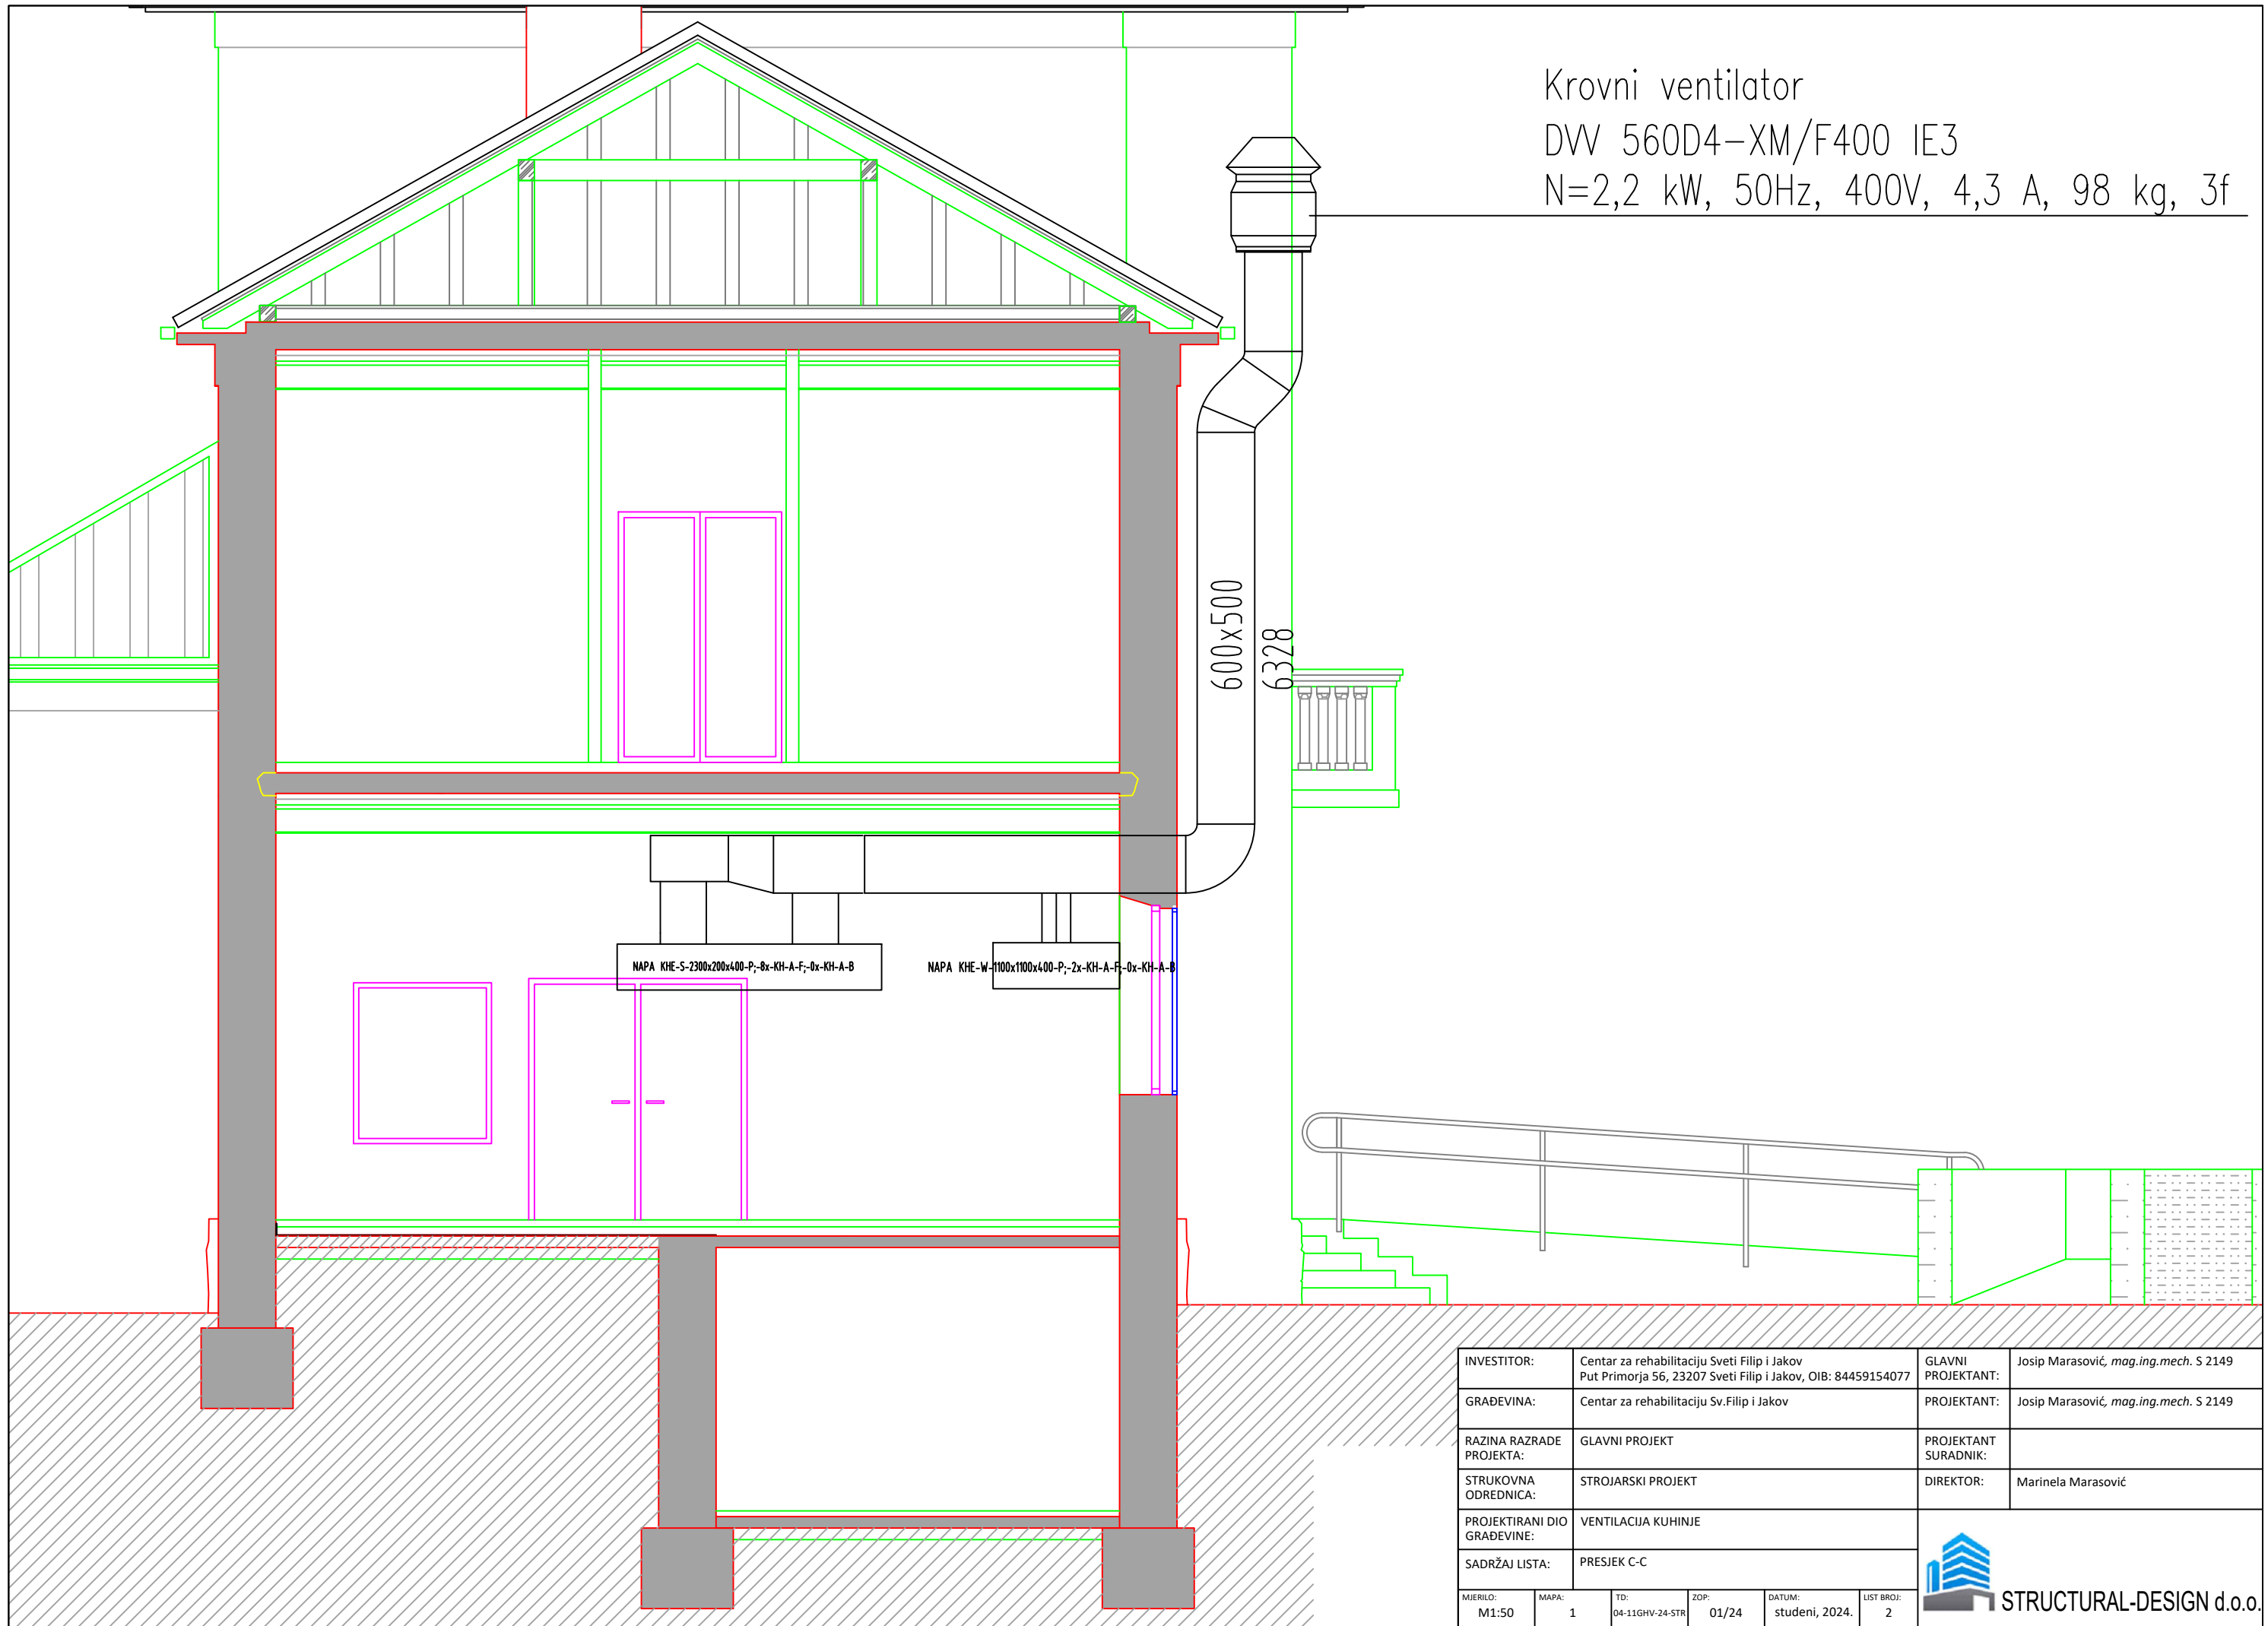 Krovni ventilator
DVV 560D4-XM/F400 IE3
N=2,2 kW, 50Hz, 400V, 4,3 A, 98 kg, 3f
600x500
6328
NAPA KHE-S-2300x200x400-P;-8x-KH-A-F;-0x-KH-A-B
NAPA KHE-W-1100x1100x400-P;-2x-KH-A-F;-0x-KH-A-B
INVESTITOR:
Centar za rehabilitaciju Sveti Filip i Jakov
Put Primorja 56, 23207 Sveti Filip i Jakov, OIB: 84459154077
GLAVNI
PROJEKTANT:
Josip Marasović, mag.ing.mech. S 2149
GRAĐEVINA:
Centar za rehabilitaciju Sv.Filip i Jakov
PROJEKTANT:
Josip Marasović, mag.ing.mech. S 2149
RAZINA RAZRADE
PROJEKTA:
GLAVNI PROJEKT
PROJEKTANT
SURADNIK:
STRUKOVNA
ODREDNICA:
STROJARSKI PROJEKT
DIREKTOR:
Marinela Marasović
PROJEKTIRANI DIO
GRAĐEVINE:
VENTILACIJA KUHINJE
SADRŽAJ LISTA:
PRESJEK C-C
MJERILO:
M1:50
MAPA:
1
TD:
04-11GHV-24-STR
ZOP:
01/24
DATUM:
studeni, 2024.
LIST BROJ:
2
STRUCTURAL-DESIGN d.o.o.